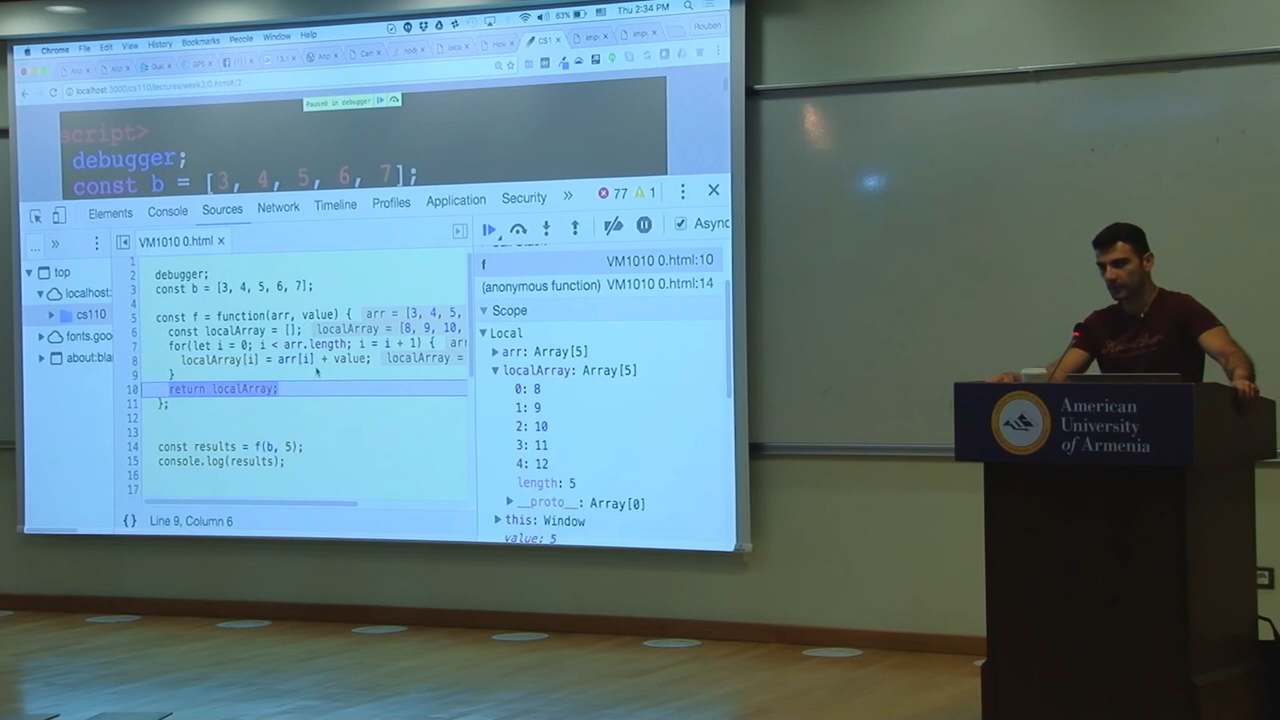 Chrome File Edit View History Bookmarks People Window Help 63% Thu 2:34 PM
CS1 Rouben
localhost:3000/cs110/lectures/week3/0.html#/2
Paused in debugger
script>
debugger;
const b = [3, 4, 5, 6, 7];
Elements Console Sources Network Timeline Profiles Application Security » 77 1
... » VM1010 0.html × Async
top
localhost:
cs110
fonts.goo
about:bla
1
2 debugger;
3 const b = [3, 4, 5, 6, 7];
4
5 const f = function(arr, value) { arr = [3, 4, 5,
6 const localArray = []; localArray = [8, 9, 10,
7 for(let i = 0; i < arr.length; i = i + 1) { arr
8 localArray[i] = arr[i] + value; localArray =
9 }
10 return localArray;
11 };
12
13
14 const results = f(b, 5);
15 console.log(results);
16
17
{} Line 9, Column 6
f VM1010 0.html:10
(anonymous function) VM1010 0.html:14
Scope
Local
arr: Array[5]
localArray: Array[5]
0: 8
1: 9
2: 10
3: 11
4: 12
length: 5
__proto__: Array[0]
this: Window
value: 5
American
University
of Armenia